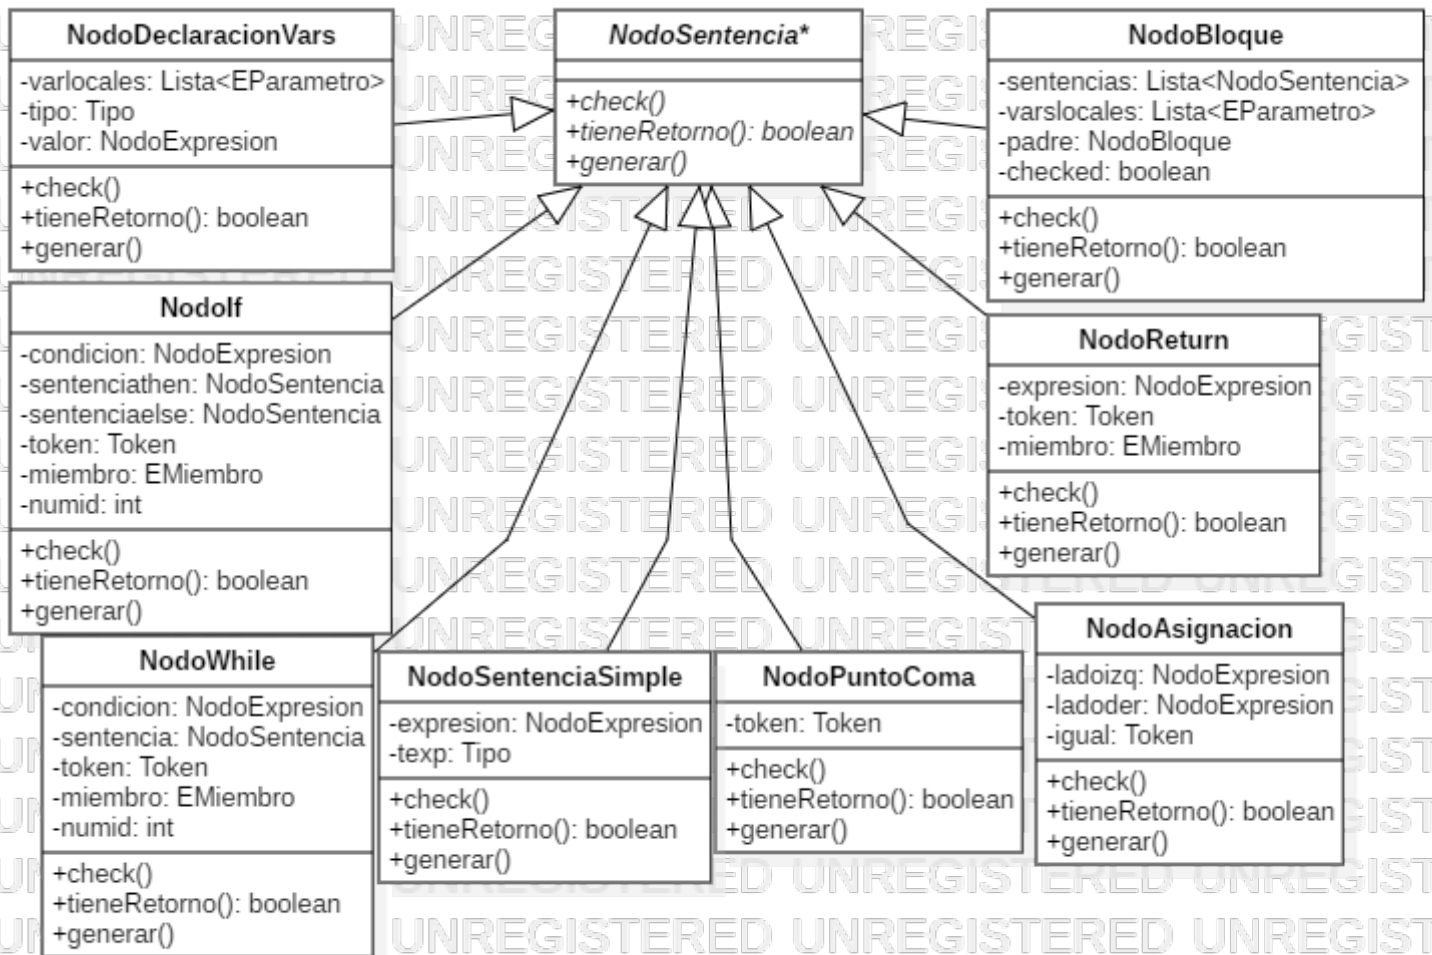 NodoDeclaracionVars
-varlocales: Lista<EParametro>
-tipo: Tipo
-valor: NodoExpresion
+check()
+tieneRetorno(): boolean
+generar()
NodoSentencia*
+check()
+tieneRetorno(): boolean
+generar()
NodoBloque
-sentencias: Lista<NodoSentencia>
-varslocales: Lista<EParametro>
-padre: NodoBloque
-checked: boolean
+check()
+tieneRetorno(): boolean
+generar()
NodoIf
-condicion: NodoExpresion
-sentenciathen: NodoSentencia
-sentenciaelse: NodoSentencia
-token: Token
-miembro: EMiembro
-numid: int
+check()
+tieneRetorno(): boolean
+generar()
NodoReturn
-expresion: NodoExpresion
-token: Token
-miembro: EMiembro
+check()
+tieneRetorno(): boolean
+generar()
NodoWhile
-condicion: NodoExpresion
-sentencia: NodoSentencia
-token: Token
-miembro: EMiembro
-numid: int
+check()
+tieneRetorno(): boolean
+generar()
NodoSentenciaSimple
-expresion: NodoExpresion
-texp: Tipo
+check()
+tieneRetorno(): boolean
+generar()
NodoPuntoComa
-token: Token
+check()
+tieneRetorno(): boolean
+generar()
NodoAsignacion
-ladoizq: NodoExpresion
-ladoder: NodoExpresion
-igual: Token
+check()
+tieneRetorno(): boolean
+generar()
UNREGISTERED UNREGISTERED